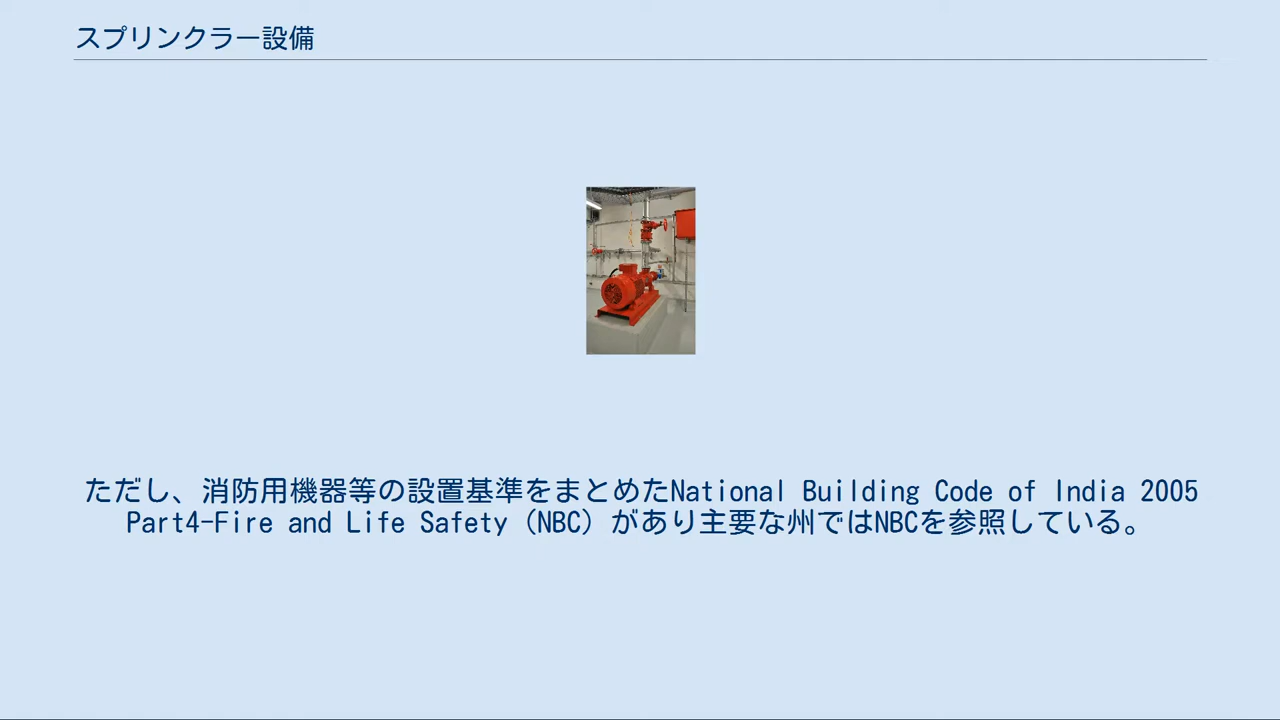 スプリンクラー設備
ただし、消防用機器等の設置基準をまとめたNational Building Code of India 2005
Part4-Fire and Life Safety（NBC）があり主要な州ではNBCを参照している。